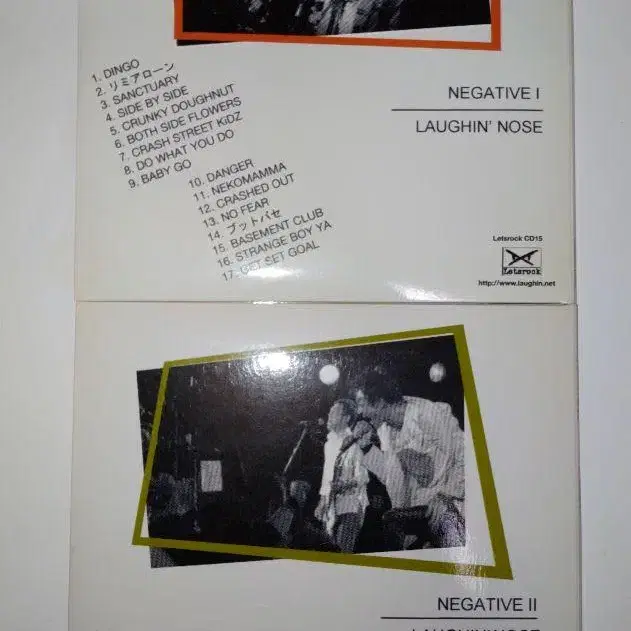 1. DINGO
2. リミアローン
3. SANCTUARY
4. SIDE BY SIDE
5. CRUNKY DOUGHNUT
6. BOTH SIDE FLOWERS
7. CRASH STREET KiDZ
8. DO WHAT YOU DO
9. BABY GO
10. DANGER
11. NEKOMAMMA
12. CRASHED OUT
13. NO FEAR
14. ブットバセ
15. BASEMENT CLUB
16. STRANGE BOY YA
17. GET SET GOAL
NEGATIVE I
LAUGHIN' NOSE
Letsrock CD15
Letsrock
http://www.laughin.net
NEGATIVE II